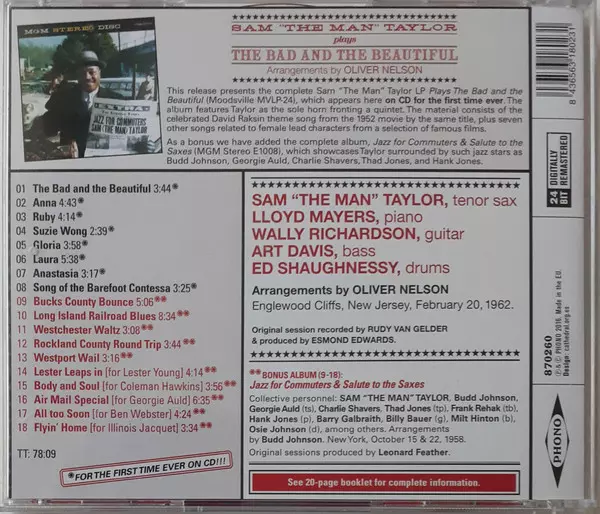 SAM "THE MAN" TAYLOR
plays
THE BAD AND THE BEAUTIFUL
Arrangements by OLIVER NELSON
This release presents the complete Sam "The Man" Taylor LP Plays The Bad and the
Beautiful (Moodsville MVLP-24), which appears here on CD for the first time ever. The
album features Taylor as the sole horn fronting a quintet. The material consists of the
celebrated David Raksin theme song from the 1952 movie by the same title, plus seven
other songs related to female lead characters from a selection of famous films.
As a bonus we have added the complete album, Jazz for Commuters & Salute to the
Saxes (MGM Stereo E1008), which showcases Taylor surrounded by such jazz stars as
Budd Johnson, Georgie Auld, Charlie Shavers, Thad Jones, and Hank Jones.
MGM STEREO DISC
EXTRA
JAZZ FOR COMMUTERS
SAM (THE MAN) TAYLOR
8 436563 180231
24 DIGITALLY
BIT REMASTERED
01 The Bad and the Beautiful 3:44*
02 Anna 4:43*
03 Ruby 4:14*
04 Suzie Wong 2:39*
05 Gloria 3:58*
06 Laura 5:38*
07 Anastasia 3:17*
08 Song of the Barefoot Contessa 3:25*
09 Bucks County Bounce 5:06**
10 Long Island Railroad Blues 8:34**
11 Westchester Waltz 3:08**
12 Rockland County Round Trip 3:44**
13 Westport Wail 3:04**
14 Lester Leaps in [for Lester Young] 4:14**
15 Body and Soul [for Coleman Hawkins] 3:56**
16 Air Mail Special [for Georgie Auld] 6:35**
17 All too Soon [for Ben Webster] 4:24**
18 Flyin' Home [for Illinois Jacquet] 3:34**
TT: 78:09
*FOR THE FIRST TIME EVER ON CD!!!
SAM "THE MAN" TAYLOR, tenor sax
LLOYD MAYERS, piano
WALLY RICHARDSON, guitar
ART DAVIS, bass
ED SHAUGHNESSY, drums
Arrangements by OLIVER NELSON
Englewood Cliffs, New Jersey, February 20, 1962.
Original session recorded by RUDY VAN GELDER
& produced by ESMOND EDWARDS.
**BONUS ALBUM (9-18):
Jazz for Commuters & Salute to the Saxes
Collective personnel: SAM "THE MAN" TAYLOR, Budd Johnson,
Georgie Auld (ts), Charlie Shavers, Thad Jones (tp), Frank Rehak (tb),
Hank Jones (p), Barry Galbraith, Billy Bauer (g), Milt Hinton (b),
Osie Johnson (d), among others. Arrangements
by Budd Johnson. New York, October 15 & 22, 1958.
Original sessions produced by Leonard Feather.
See 20-page booklet for complete information.
870260
℗ & © PHONO 2016. Made in the EU.
Design: cathedral.org.es
PHONO